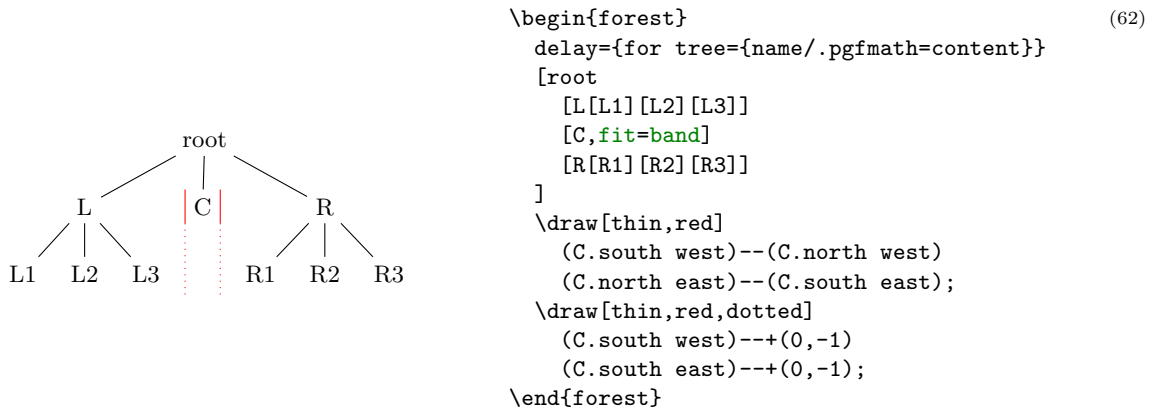 root
L C R
L1 L2 L3 R1 R2 R3
\begin{forest} (62)
  delay={for tree={name/.pgfmath=content}}
  [root
    [L[L1][L2][L3]]
    [C,fit=band]
    [R[R1][R2][R3]]
  ]
  \draw[thin,red]
    (C.south west)--(C.north west)
    (C.north east)--(C.south east);
  \draw[thin,red,dotted]
    (C.south west)--+(0,-1)
    (C.south east)--+(0,-1);
\end{forest}